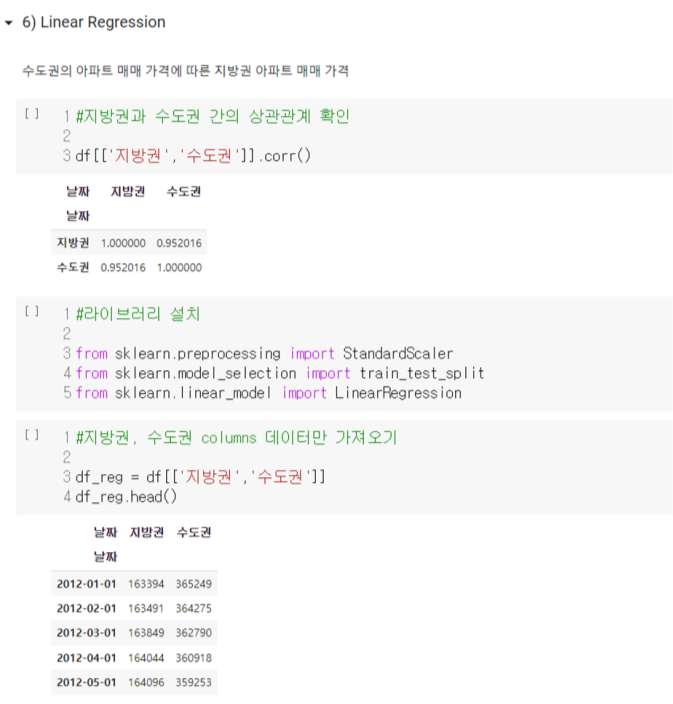 6) Linear Regression
수도권의 아파트 매매 가격에 따른 지방권 아파트 매매 가격
[ ] 1 #지방권과 수도권 간의 상관관계 확인
2
3 df[['지방권','수도권']].corr()
날짜 지방권 수도권
날짜
지방권 1.000000 0.952016
수도권 0.952016 1.000000
[ ] 1 #라이브러리 설치
2
3 from sklearn.preprocessing import StandardScaler
4 from sklearn.model_selection import train_test_split
5 from sklearn.linear_model import LinearRegression
[ ] 1 #지방권, 수도권 columns 데이터만 가져오기
2
3 df_reg = df[['지방권','수도권']]
4 df_reg.head()
날짜 지방권 수도권
날짜
2012-01-01 163394 365249
2012-02-01 163491 364275
2012-03-01 163849 362790
2012-04-01 164044 360918
2012-05-01 164096 359253